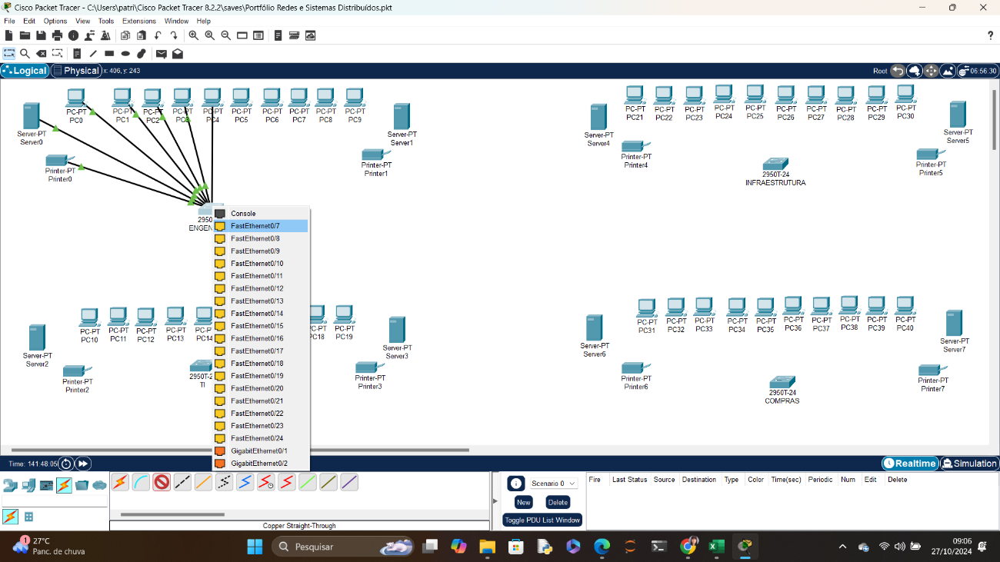 Cisco Packet Tracer - C:\Users\patri\Cisco Packet Tracer 8.2.2\saves\Portfólio Redes e Sistemas Distribuídos.pkt
File Edit Options View Tools Extensions Window Help
Logical Physical x: 406, y: 243 Root 06:56:30
PC-PT PC0
PC-PT PC1
PC-PT PC2
PC-PT PC3
PC-PT PC4
PC-PT PC5
PC-PT PC6
PC-PT PC7
PC-PT PC8
PC-PT PC9
Server-PT Server0
Server-PT Server1
Printer-PT Printer0
Printer-PT Printer1
PC-PT PC21
PC-PT PC22
PC-PT PC23
PC-PT PC24
PC-PT PC25
PC-PT PC26
PC-PT PC27
PC-PT PC28
PC-PT PC29
PC-PT PC30
Server-PT Server4
Server-PT Server5
Printer-PT Printer4
Printer-PT Printer5
2950T-24
INFRAESTRUTURA
2950
ENGEN
Console
FastEthernet0/7
FastEthernet0/8
FastEthernet0/9
FastEthernet0/10
FastEthernet0/11
FastEthernet0/12
FastEthernet0/13
FastEthernet0/14
FastEthernet0/15
FastEthernet0/16
FastEthernet0/17
FastEthernet0/18
FastEthernet0/19
FastEthernet0/20
FastEthernet0/21
FastEthernet0/22
FastEthernet0/23
FastEthernet0/24
GigabitEthernet0/1
GigabitEthernet0/2
PC-PT PC10
PC-PT PC11
PC-PT PC12
PC-PT PC13
PC-PT PC14
PC18
PC-PT PC19
Server-PT Server2
Server-PT Server3
Printer-PT Printer2
Printer-PT Printer3
2950T-2
TI
PC-PT PC31
PC-PT PC32
PC-PT PC33
PC-PT PC34
PC-PT PC35
PC-PT PC36
PC-PT PC37
PC-PT PC38
PC-PT PC39
PC-PT PC40
Server-PT Server6
Server-PT Server7
Printer-PT Printer6
Printer-PT Printer7
2950T-24
COMPRAS
Time: 141:48:05 Realtime Simulation
Scenario 0
New Delete
Toggle PDU List Window
Fire Last Status Source Destination Type Color Time(sec) Periodic Num Edit Delete
Copper Straight-Through
1
27°C
Panc. de chuva
Pesquisar
09:06
27/10/2024